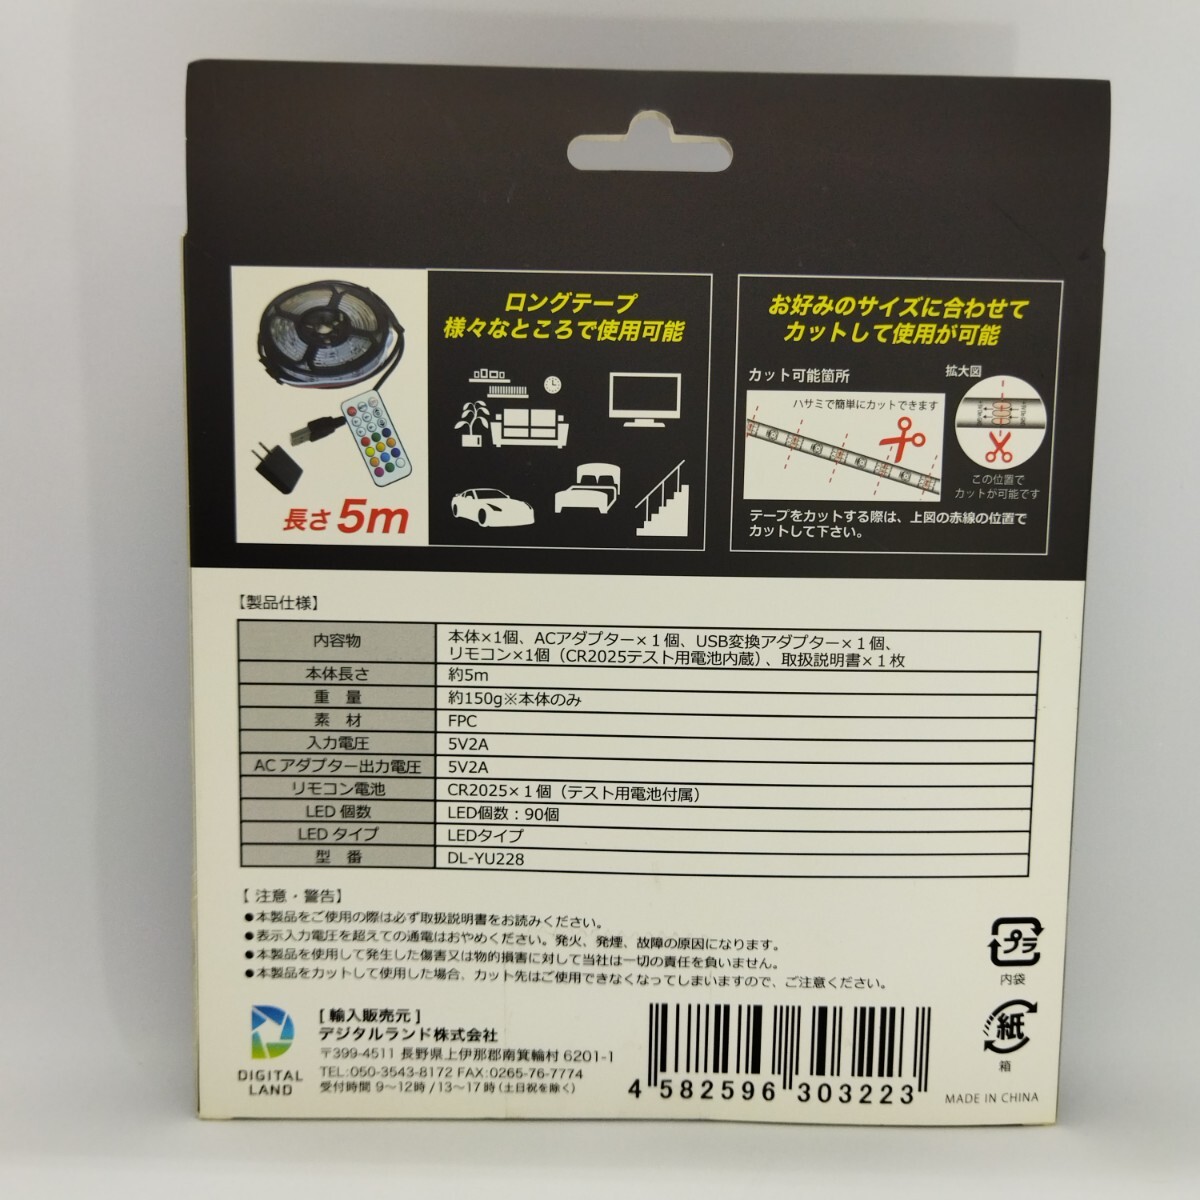 ロングテープ
様々なところで使用可能
長さ5m
お好みのサイズに合わせて
カットして使用が可能
カット可能箇所
拡大図
ハサミで簡単にカットできます
この位置で
カットが可能です
テープをカットする際は、上図の赤線の位置で
カットして下さい。
【製品仕様】
内容物 本体×1個、ACアダプター×1個、USB変換アダプター×1個、
リモコン×1個（CR2025テスト用電池内蔵）、取扱説明書×1枚
本体長さ 約5m
重 量 約150g※本体のみ
素 材 FPC
入力電圧 5V2A
ACアダプター出力電圧 5V2A
リモコン電池 CR2025×1個（テスト用電池付属）
LED個数 LED個数：90個
LEDタイプ LEDタイプ
型 番 DL-YU228
【注意・警告】
●本製品をご使用の際は必ず取扱説明書をお読みください。
●表示入力電圧を超えての通電はおやめください。発火、発煙、故障の原因になります。
●本製品を使用して発生した傷害又は物的損害に対して当社は一切の責任を負いません。
●本製品をカットして使用した場合、カット先はご使用できなくなってしまいますので、ご注意ください。
プラ
内袋
紙
箱
DIGITAL
LAND
[輸入販売元]
デジタルランド株式会社
〒399-4511 長野県上伊那郡南箕輪村 6201-1
TEL:050-3543-8172 FAX:0265-76-7774
受付時間 9～12時/13～17時(土日祝を除く)
4 582596 303223
MADE IN CHINA